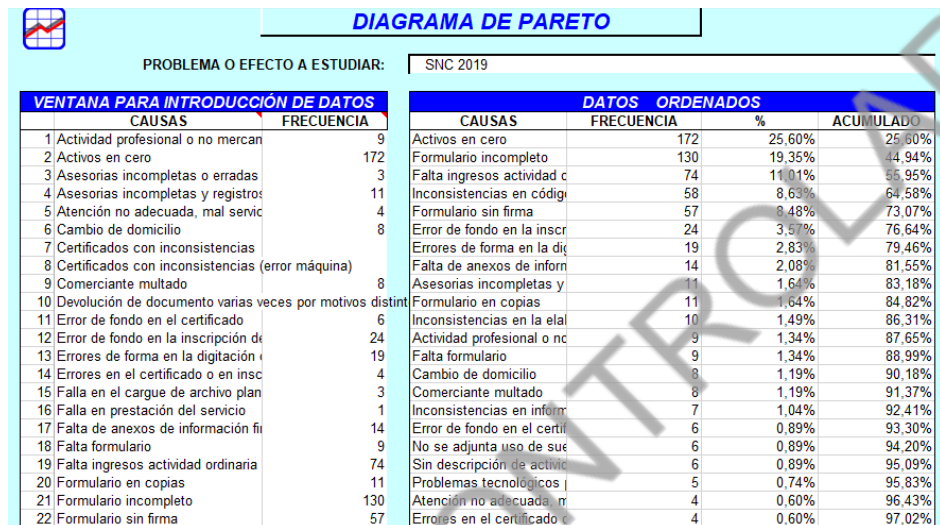 DIAGRAMA DE PARETO
PROBLEMA O EFECTO A ESTUDIAR: SNC 2019
VENTANA PARA INTRODUCCIÓN DE DATOS DATOS ORDENADOS
CAUSAS FRECUENCIA CAUSAS FRECUENCIA % ACUMULADO
1 Actividad profesional o no mercan 9 Activos en cero 172 25,60% 25,60%
2 Activos en cero 172 Formulario incompleto 130 19,35% 44,94%
3 Asesorias incompletas o erradas 3 Falta ingresos actividad o 74 11,01% 55,95%
4 Asesorias incompletas y registros 11 Inconsistencias en códig 58 8,63% 64,58%
5 Atención no adecuada, mal servic 4 Formulario sin firma 57 8,48% 73,07%
6 Cambio de domicilio 8 Error de fondo en la inscr 24 3,57% 76,64%
7 Certificados con inconsistencias Errores de forma en la dig 19 2,83% 79,46%
8 Certificados con inconsistencias (error máquina) Falta de anexos de inform 14 2,08% 81,55%
9 Comerciante multado 8 Asesorias incompletas y 11 1,64% 83,18%
10 Devolución de documento varias veces por motivos distint Formulario en copias 11 1,64% 84,82%
11 Error de fondo en el certificado 6 Inconsistencias en la elal 10 1,49% 86,31%
12 Error de fondo en la inscripción de 24 Actividad profesional o no 9 1,34% 87,65%
13 Errores de forma en la digitación 19 Falta formulario 9 1,34% 88,99%
14 Errores en el certificado o en insc 4 Cambio de domicilio 8 1,19% 90,18%
15 Falla en el cargue de archivo plan 3 Comerciante multado 8 1,19% 91,37%
16 Falla en prestación del servicio 1 Inconsistencias en inform 7 1,04% 92,41%
17 Falta de anexos de información fi 14 Error de fondo en el certif 6 0,89% 93,30%
18 Falta formulario 9 No se adjunta uso de sue 6 0,89% 94,20%
19 Falta ingresos actividad ordinaria 74 Sin descripción de activid 6 0,89% 95,09%
20 Formulario en copias 11 Problemas tecnológicos 5 0,74% 95,83%
21 Formulario incompleto 130 Atención no adecuada, m 4 0,60% 96,43%
22 Formulario sin firma 57 Errores en el certificado 4 0,60% 97,02%
ONTROLAD